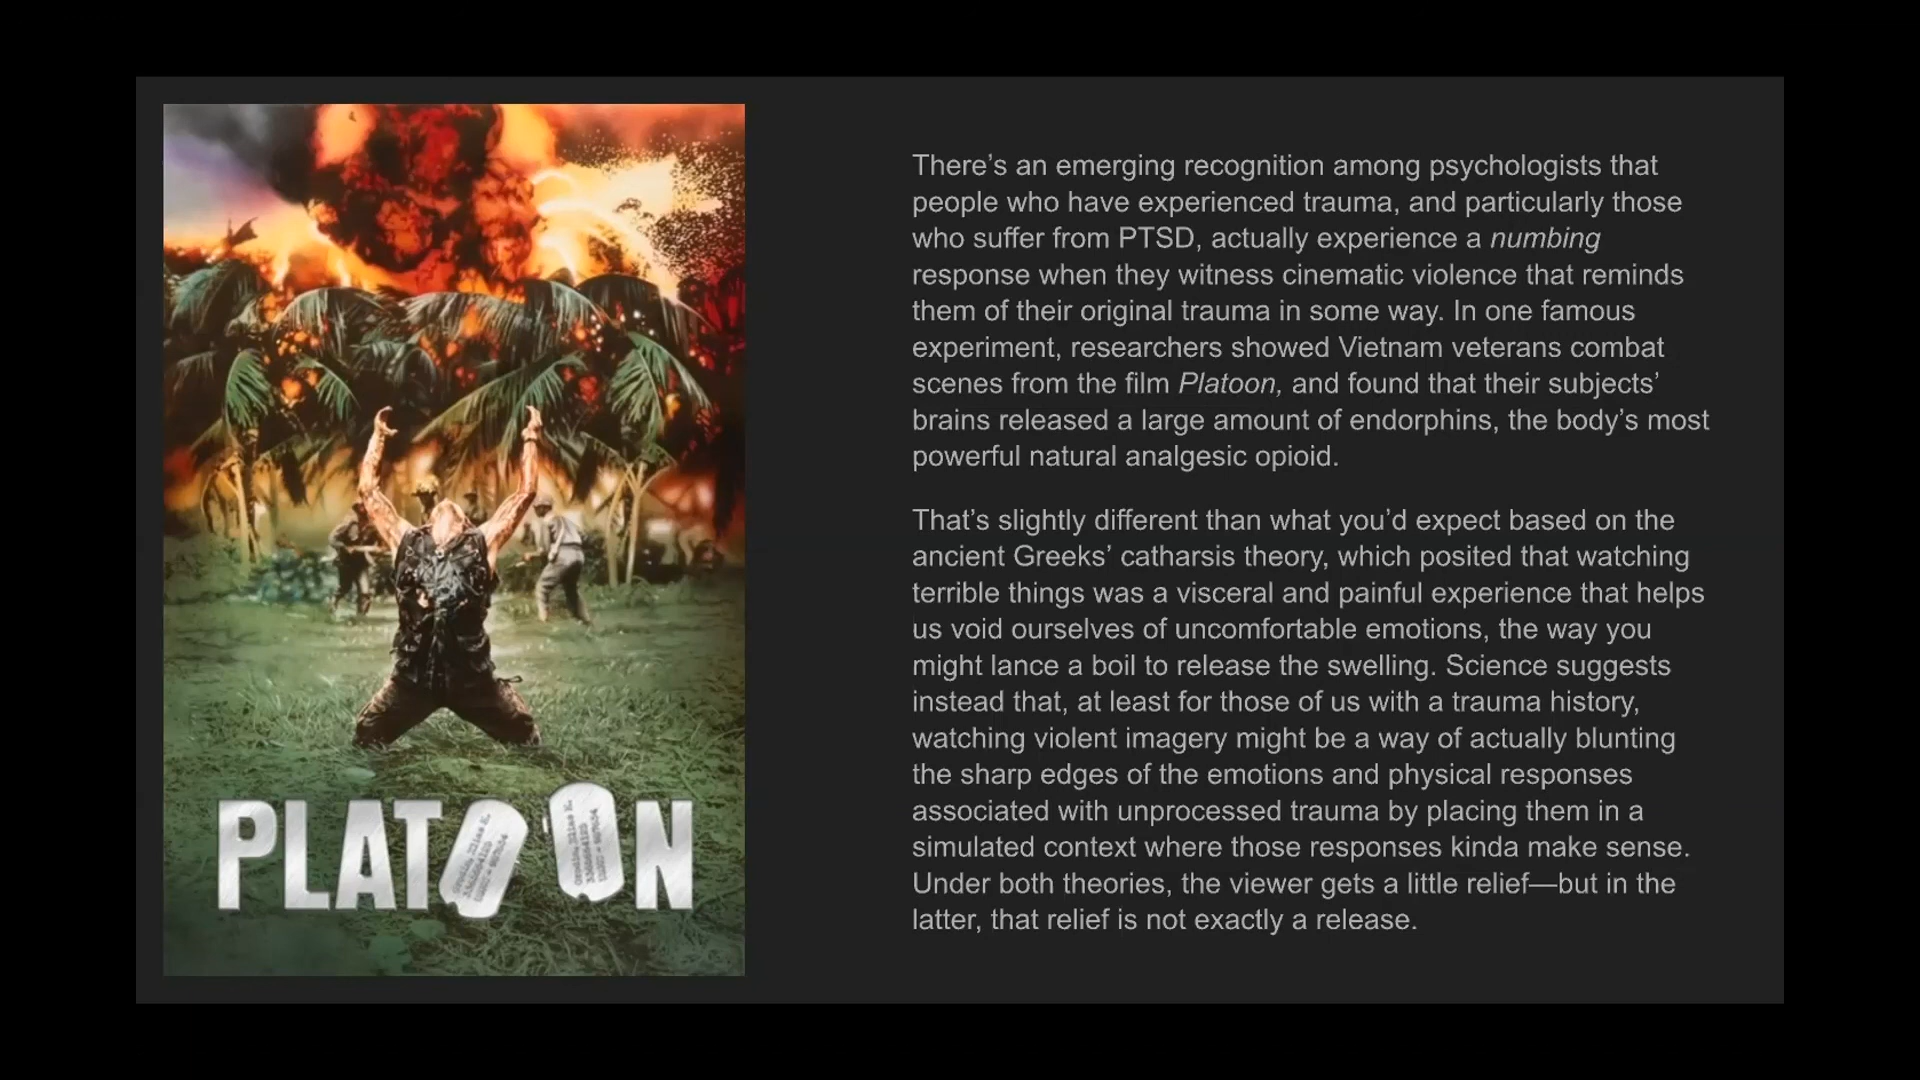 PLATOON
There’s an emerging recognition among psychologists that
people who have experienced trauma, and particularly those
who suffer from PTSD, actually experience a numbing
response when they witness cinematic violence that reminds
them of their original trauma in some way. In one famous
experiment, researchers showed Vietnam veterans combat
scenes from the film Platoon, and found that their subjects’
brains released a large amount of endorphins, the body’s most
powerful natural analgesic opioid.
That’s slightly different than what you’d expect based on the
ancient Greeks’ catharsis theory, which posited that watching
terrible things was a visceral and painful experience that helps
us void ourselves of uncomfortable emotions, the way you
might lance a boil to release the swelling. Science suggests
instead that, at least for those of us with a trauma history,
watching violent imagery might be a way of actually blunting
the sharp edges of the emotions and physical responses
associated with unprocessed trauma by placing them in a
simulated context where those responses kinda make sense.
Under both theories, the viewer gets a little relief—but in the
latter, that relief is not exactly a release.